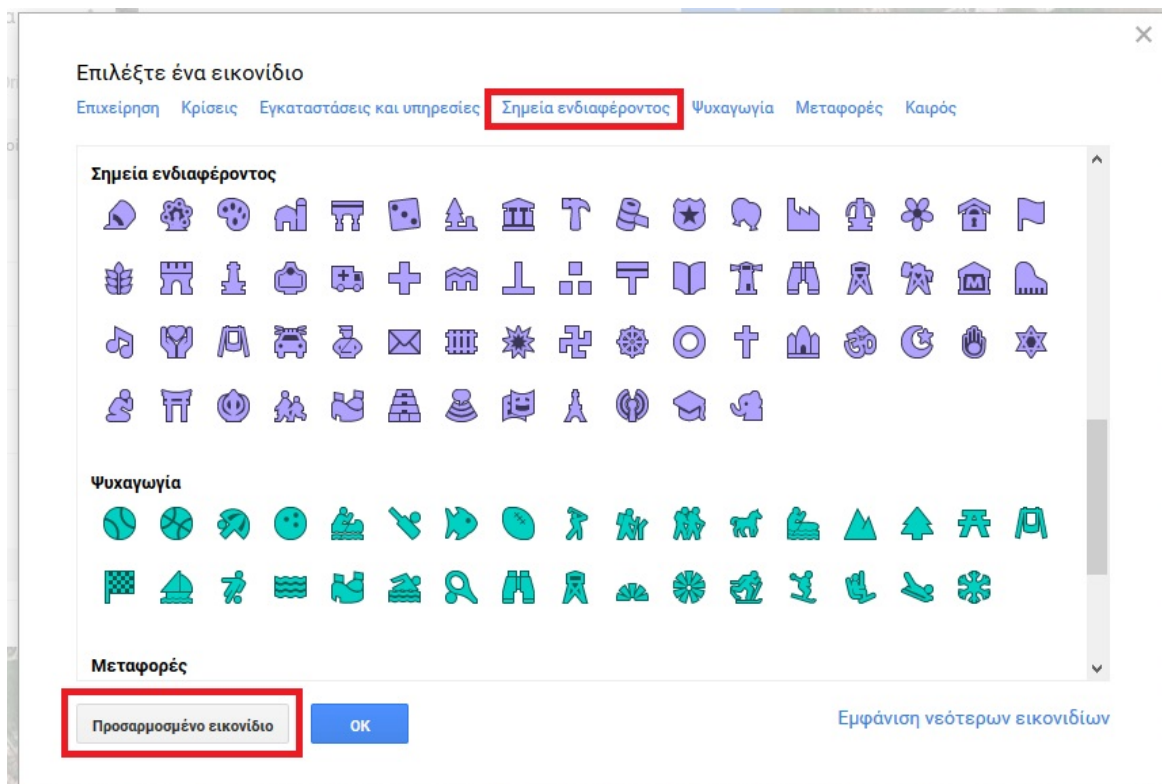 Επιλέξτε ένα εικονίδιο
Επιχείρηση Κρίσεις Εγκαταστάσεις και υπηρεσίες Σημεία ενδιαφέροντος Ψυχαγωγία Μεταφορές Καιρός
Σημεία ενδιαφέροντος
Ψυχαγωγία
Μεταφορές
Προσαρμοσμένο εικονίδιο OK Εμφάνιση νεότερων εικονιδίων